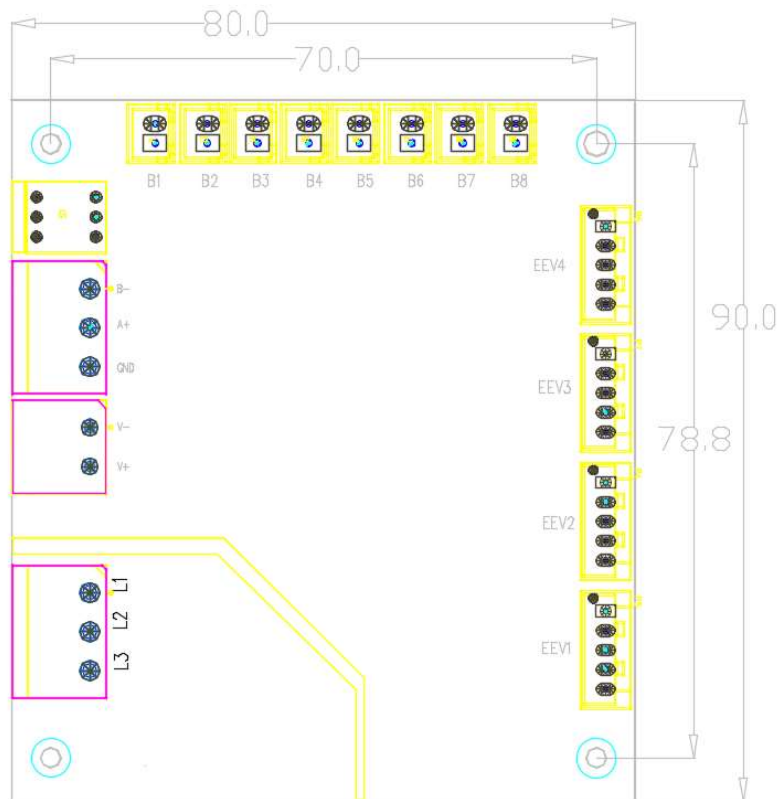 80,0
70,0
B1 B2 B3 B4 B5 B6 B7 B8
EEV4
B-
A+
GND
90,0
EEV3
V-
V+
78,8
EEV2
L1
L2
L3
EEV1